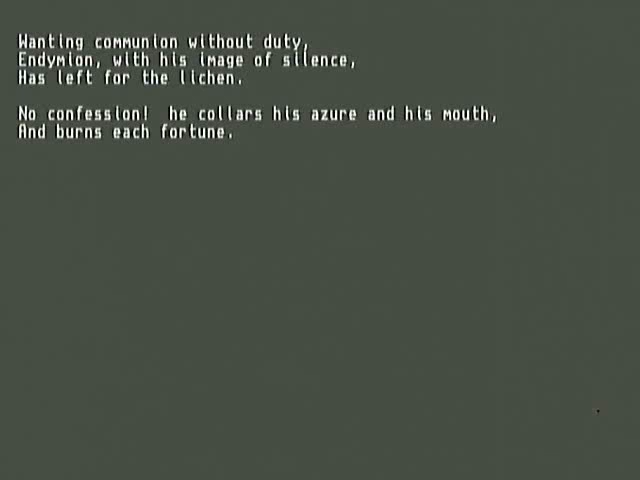 Wanting communion without duty,
Endymion, with his image of silence,
Has left for the lichen.
No confession!  he collars his azure and his mouth,
And burns each fortune.